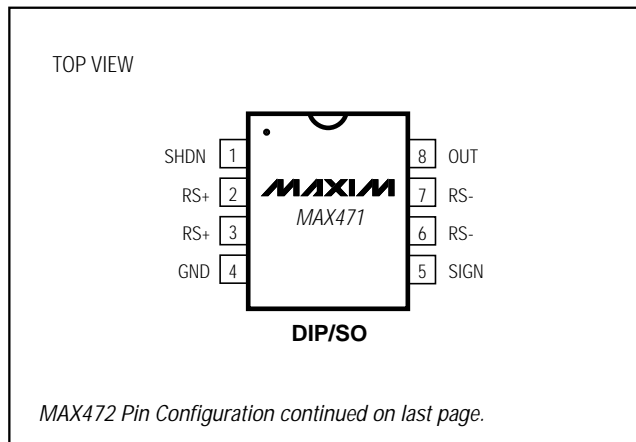 TOP VIEW
SHDN 1 8 OUT
RS+ 2 MAXIM 7 RS-
MAX471
RS+ 3 6 RS-
GND 4 5 SIGN
DIP/SO
MAX472 Pin Configuration continued on last page.